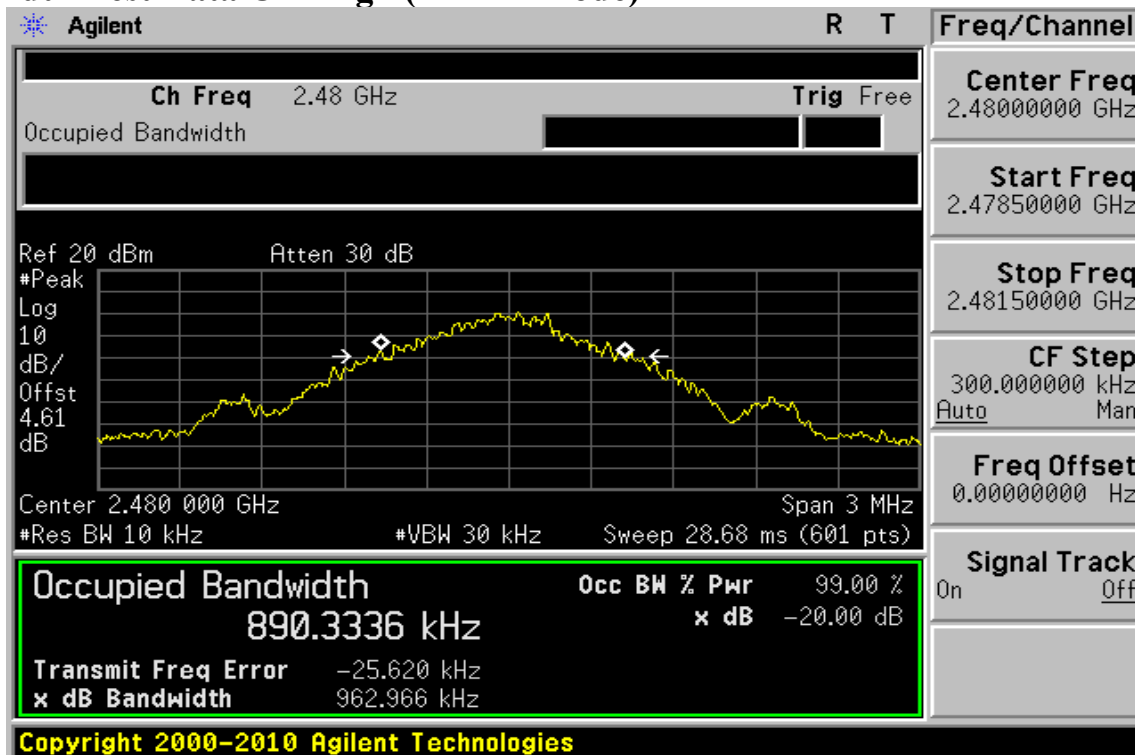 Agilent R T Freq/Channel
Ch Freq 2.48 GHz Trig Free
Occupied Bandwidth
Center Freq
2.48000000 GHz
Start Freq
2.47850000 GHz
Stop Freq
2.48150000 GHz
CF Step
300.000000 kHz
Auto Man
Freq Offset
0.00000000 Hz
Signal Track
On Off
Ref 20 dBm Atten 30 dB
#Peak
Log
10
dB/
Offst
4.61
dB
Center 2.480 000 GHz Span 3 MHz
#Res BW 10 kHz #VBW 30 kHz Sweep 28.68 ms (601 pts)
Occupied Bandwidth Occ BW % Pwr 99.00 %
890.3336 kHz x dB -20.00 dB
Transmit Freq Error -25.620 kHz
x dB Bandwidth 962.966 kHz
Copyright 2000-2010 Agilent Technologies